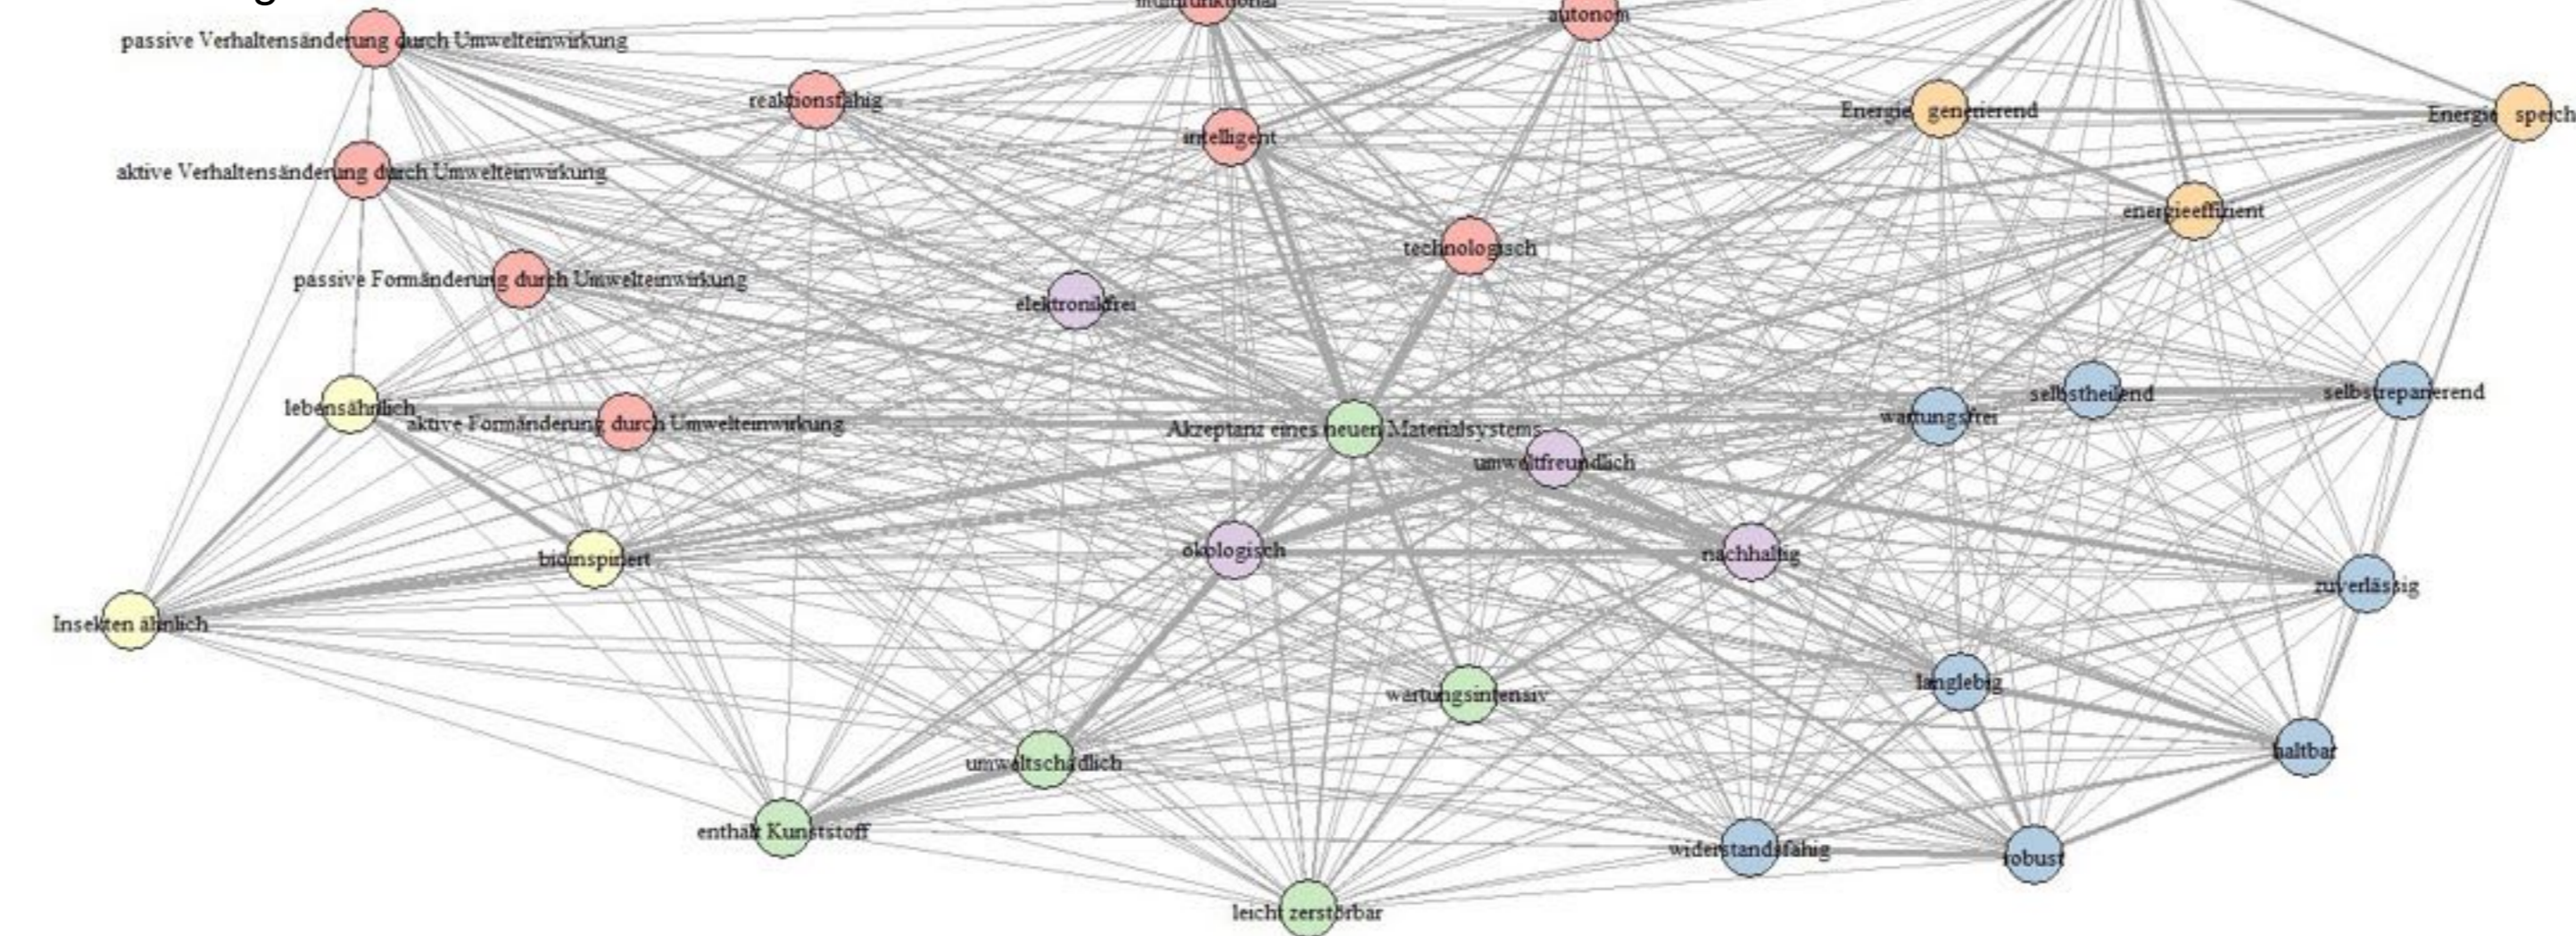 multifunktional
autonom
passive Verhaltensänderung durch Umwelteinwirkung
reaktionsfähig
Energie generierend
Energie speich
intelligent
aktive Verhaltensänderung durch Umwelteinwirkung
energieeffizient
technologisch
passive Formänderung durch Umwelteinwirkung
elektronikfrei
selbstheilend
selbstreparierend
lebensähnlich
wartungsfrei
aktive Formänderung durch Umwelteinwirkung
Akzeptanz eines neuen Materialsystems
umweltfreundlich
ökologisch
nachhaltig
bioinspiriert
zuverlässig
Insekten ähnlich
langlebig
wartungsintensiv
haltbar
umweltschädlich
enthält Kunststoff
widerstandsfähig
robust
leicht zerstörbar